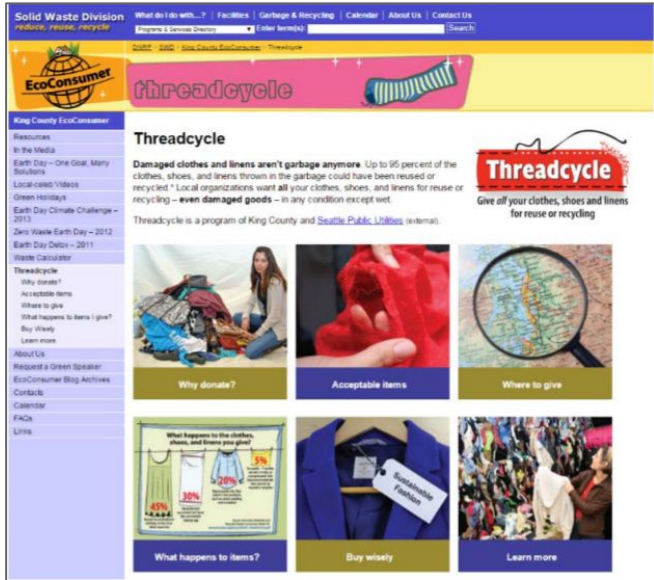 Solid Waste Division
reduce, reuse, recycle
What do I do with...? | Facilities | Garbage & Recycling | Calendar | About Us | Contact Us
Programs & Services Directory Enter term(s): Search
DNRP > SWD > King County EcoConsumer > Threadcycle
EcoConsumer
threadcycle
King County EcoConsumer
Resources
In the Media
Earth Day – One Goal, Many
Solutions
Local-celeb Videos
Green Holidays
Earth Day Climate Challenge –
2013
Zero Waste Earth Day – 2012
Earth Day Detox – 2011
Waste Calculator
Threadcycle
Why donate?
Acceptable items
Where to give
What happens to items I give?
Buy Wisely
Learn more
About Us
Request a Green Speaker
EcoConsumer Blog Archives
Contacts
Calendar
FAQs
Links
Threadcycle
Damaged clothes and linens aren't garbage anymore. Up to 95 percent of the
clothes, shoes, and linens thrown in the garbage could have been reused or
recycled.* Local organizations want all your clothes, shoes, and linens for reuse or
recycling – even damaged goods – in any condition except wet.
Threadcycle is a program of King County and Seattle Public Utilities (external).
Threadcycle
Give all your clothes, shoes and linens
for reuse or recycling
Why donate?
Acceptable items
Where to give
What happens to the clothes,
shoes, and linens you give?
45%
30%
20%
5%
Sustainable
Fashion
What happens to items?
Buy wisely
Learn more